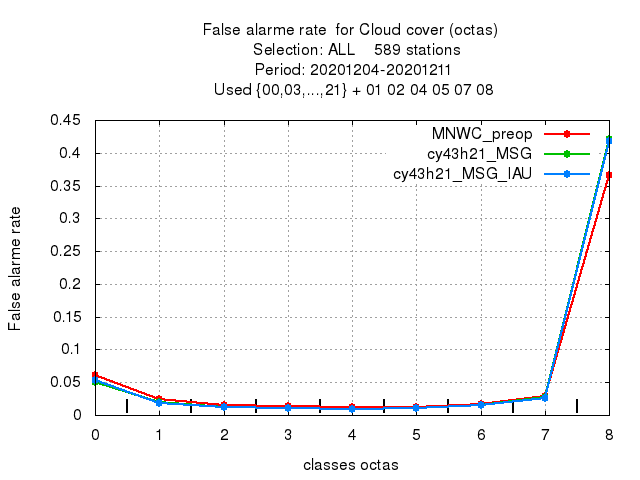 False alarme rate  for Cloud cover (octas)
Selection: ALL    589 stations
Period: 20201204-20201211
Used {00,03,...,21} + 01 02 04 05 07 08
MNWC_preop
cy43h21_MSG
cy43h21_MSG_IAU
False alarme rate
0.45
0.4
0.35
0.3
0.25
0.2
0.15
0.1
0.05
0
0 1 2 3 4 5 6 7 8
classes octas